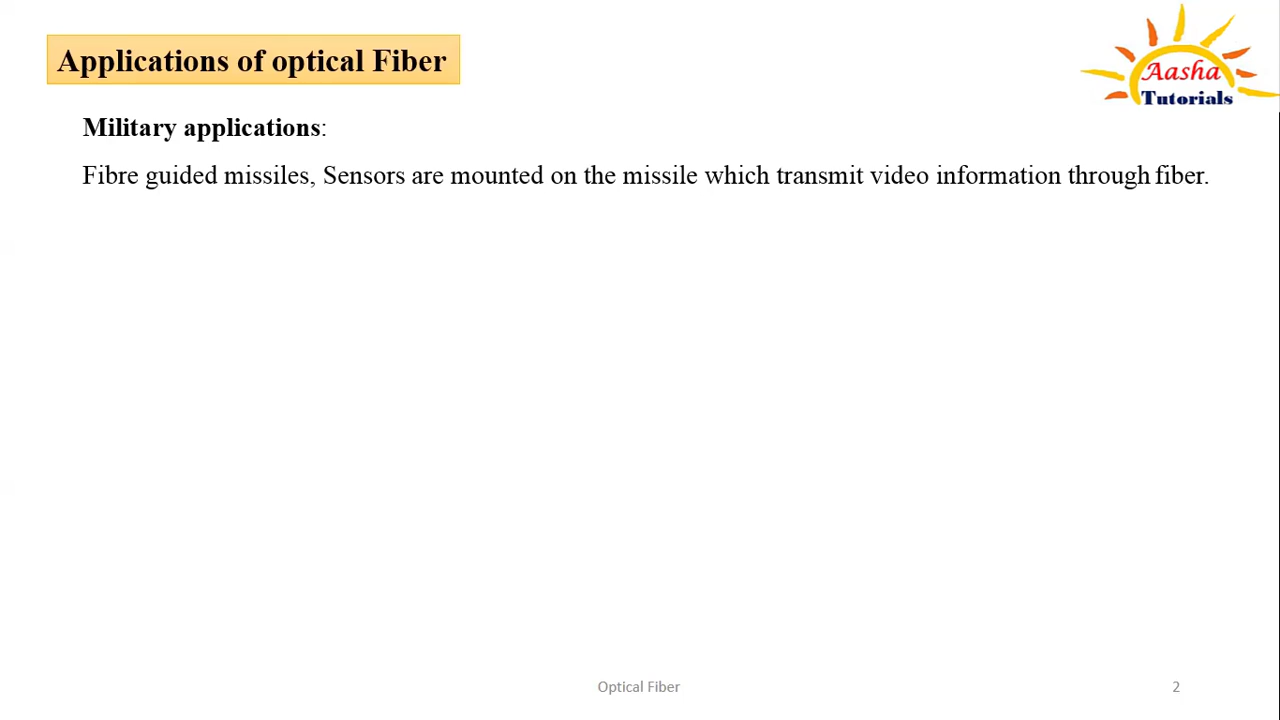 Applications of optical Fiber
Aasha
Tutorials
Military applications:
Fibre guided missiles, Sensors are mounted on the missile which transmit video information through fiber.
Optical Fiber
2